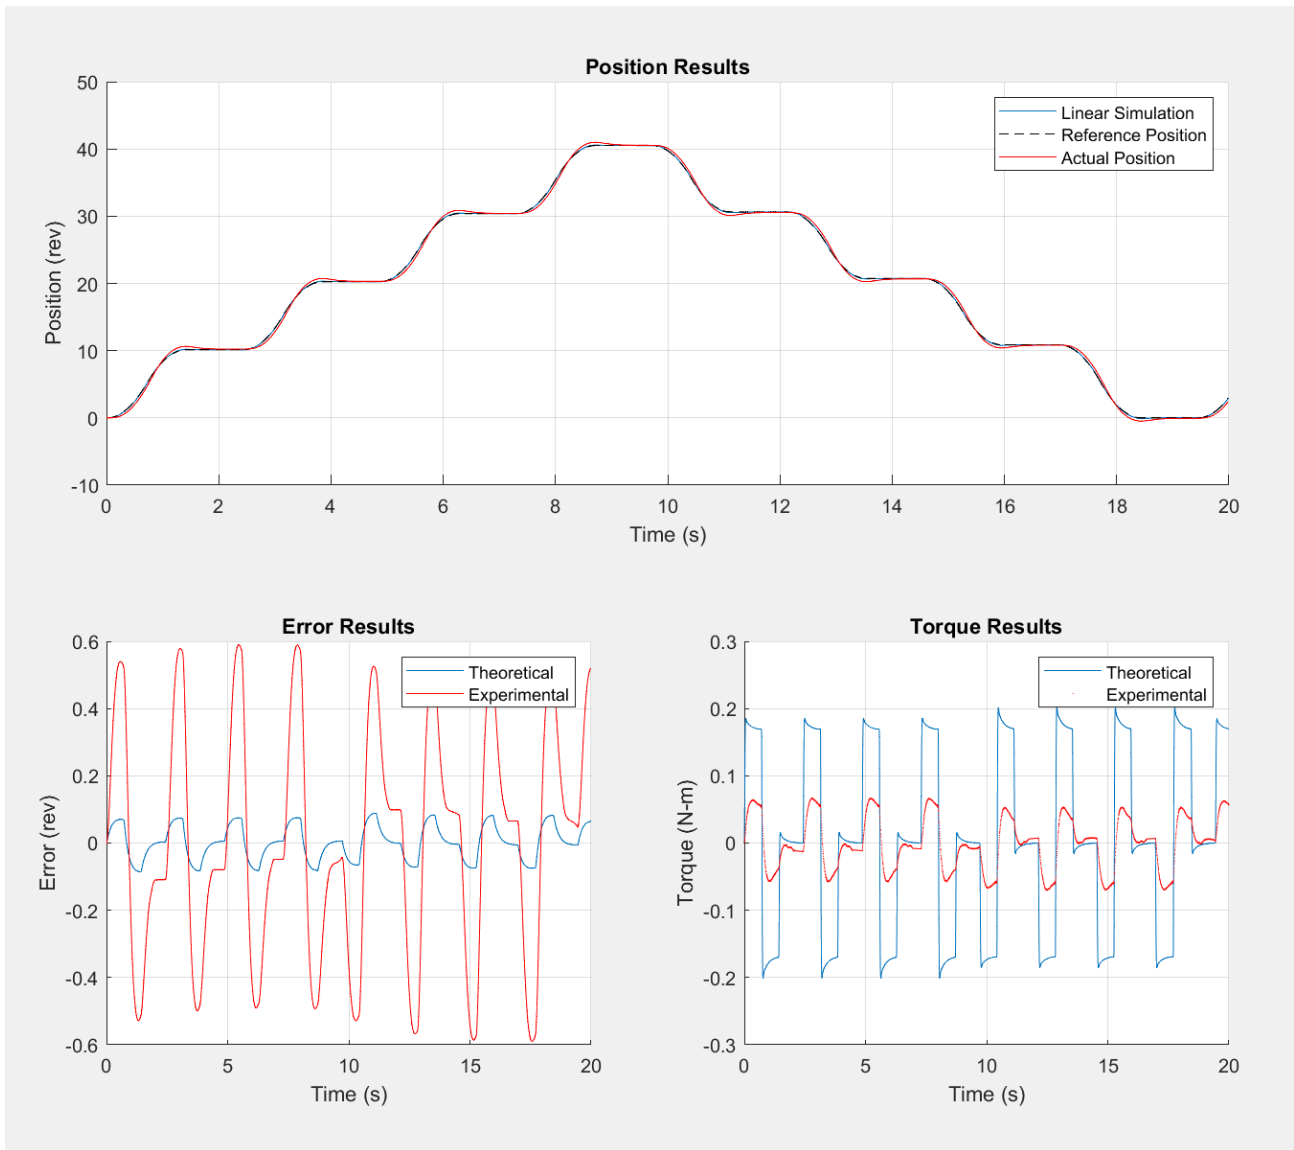 Position Results
50
40
30
20
10
0
-10
Position (rev)
Linear Simulation
Reference Position
Actual Position
0 2 4 6 8 10 12 14 16 18 20
Time (s)
Error Results
0.6
0.4
0.2
0
-0.2
-0.4
-0.6
Error (rev)
Theoretical
Experimental
0 5 10 15 20
Time (s)
Torque Results
0.3
0.2
0.1
0
-0.1
-0.2
-0.3
Torque (N-m)
Theoretical
Experimental
0 5 10 15 20
Time (s)